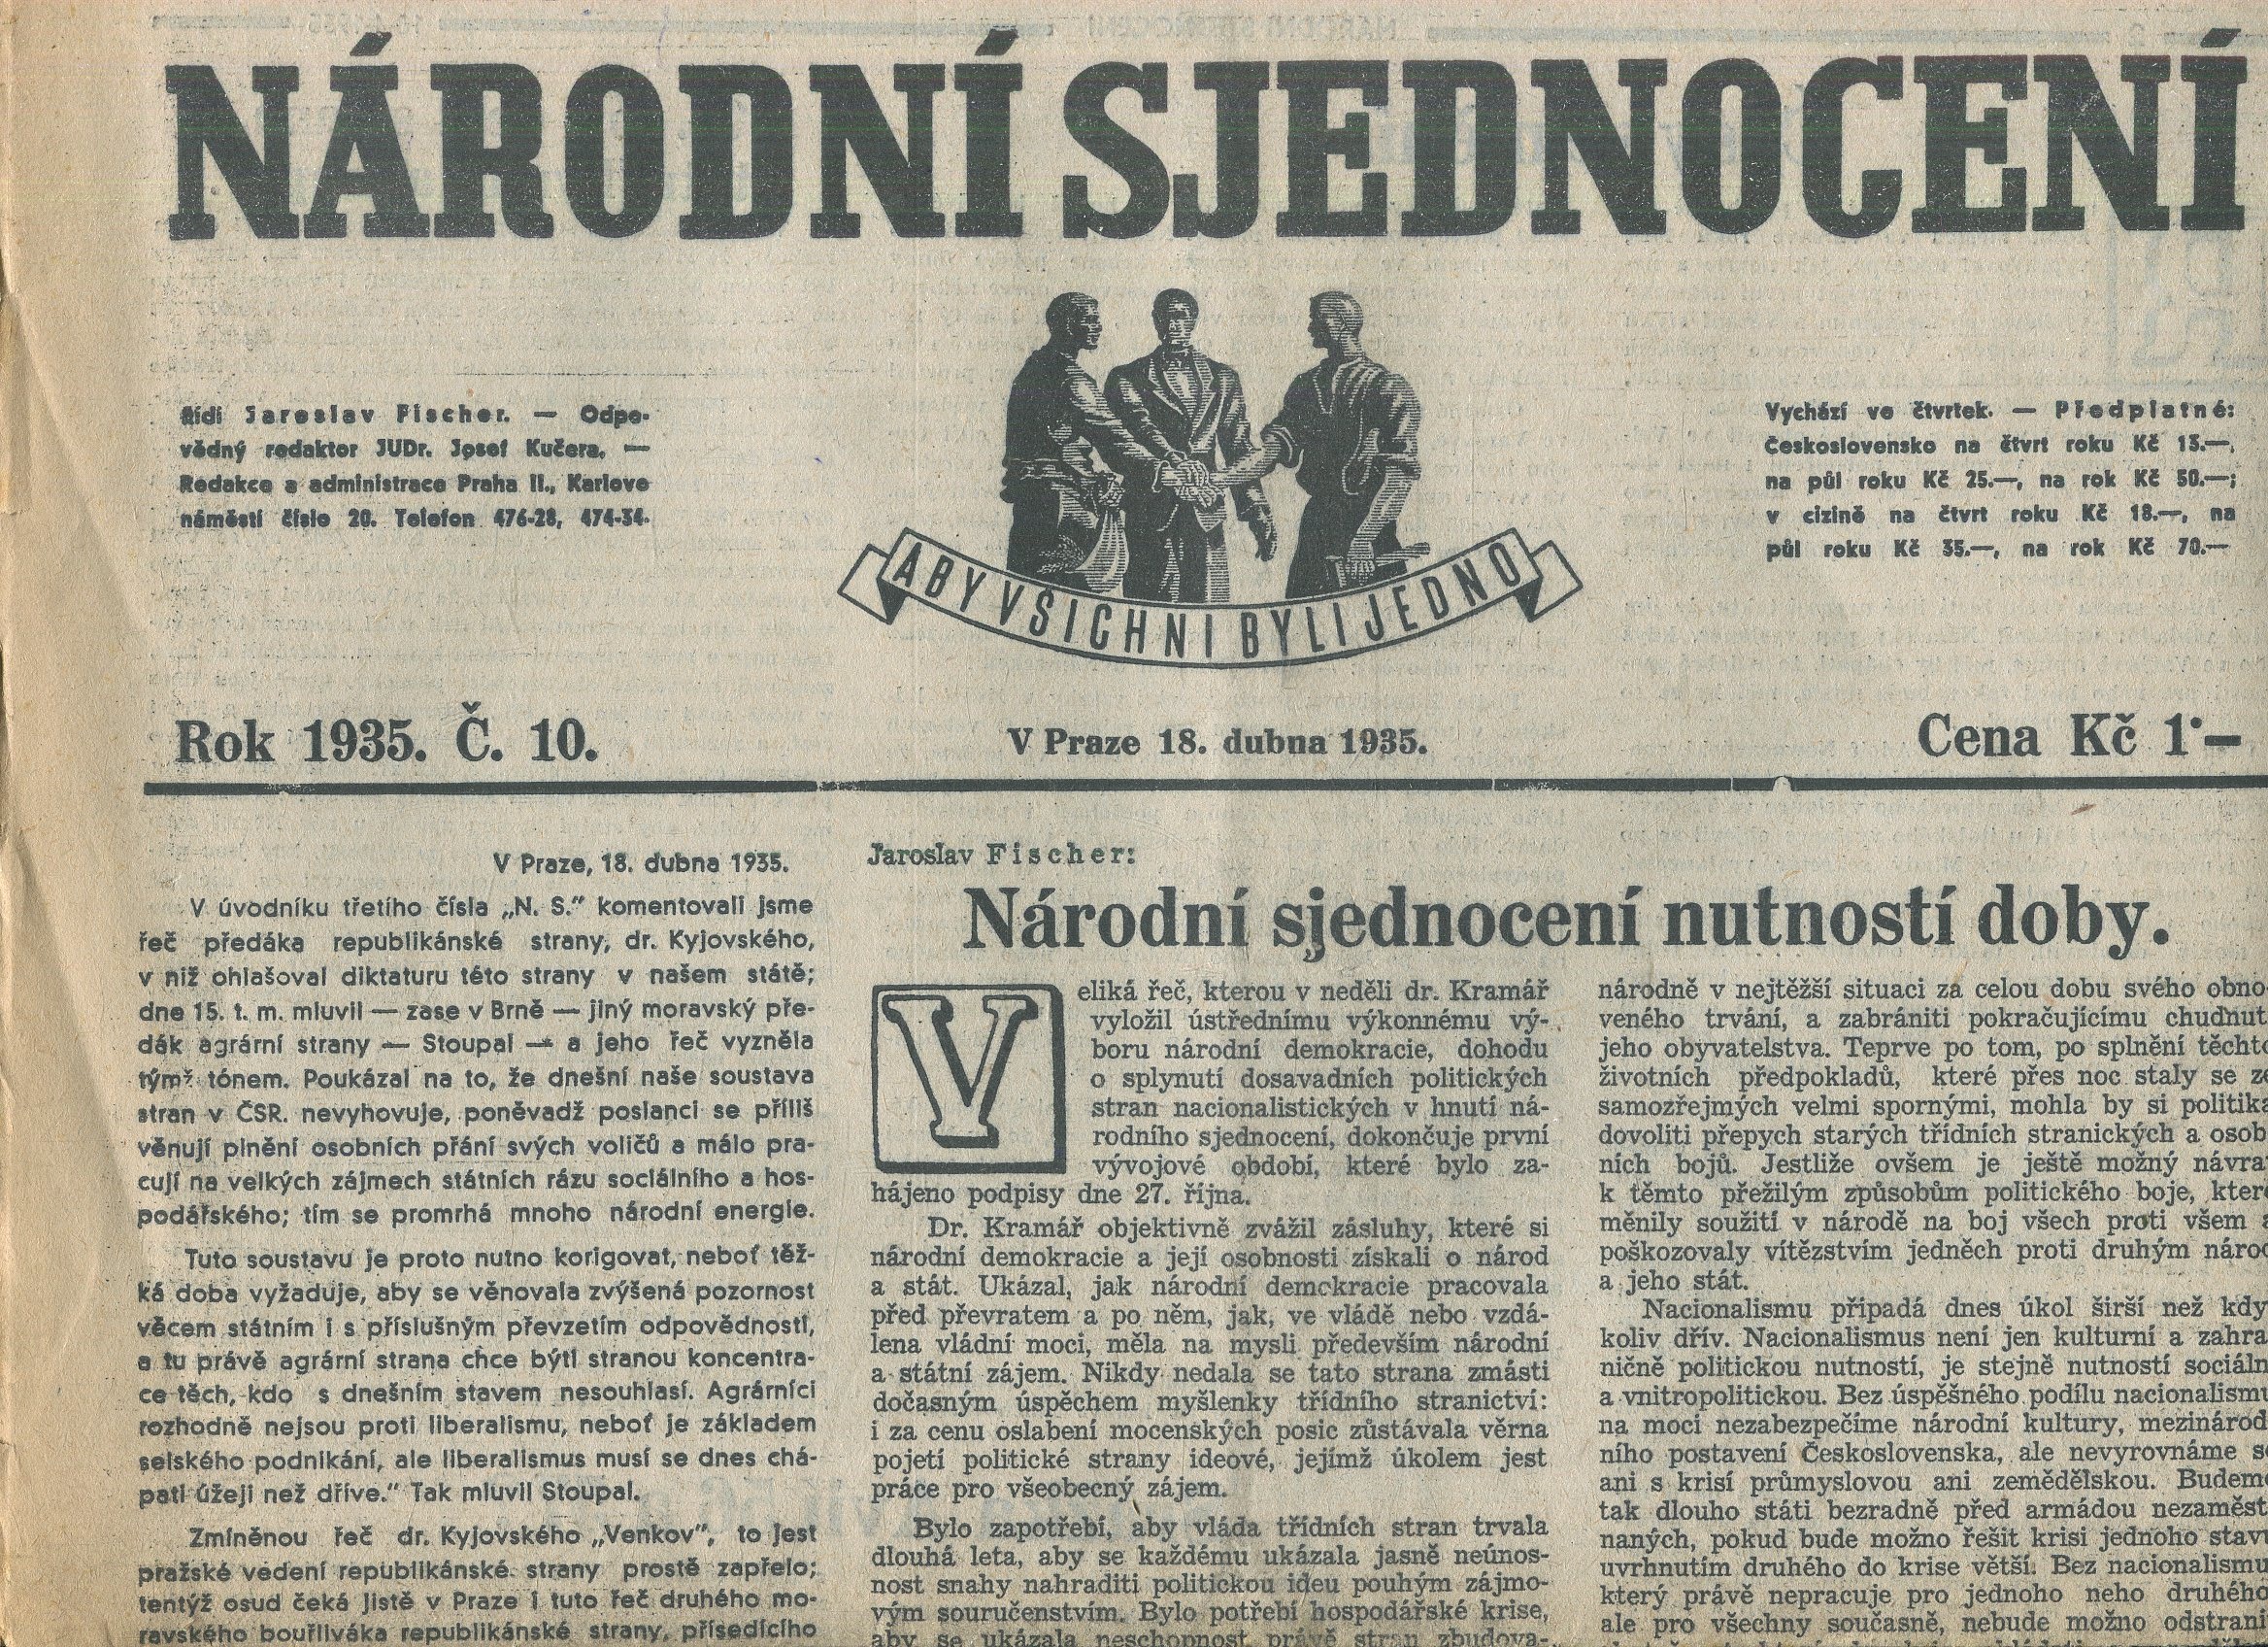 NÁRODNÍ SJEDNOCENÍ
Řídí Jaroslav Fischer. — Odpo-
vědný redaktor JUDr. Josef Kučera. —
Redakce a administrace Praha II., Karlovo
náměstí číslo 20. Telefon 476-28, 474-34.
ABY VŠICHNI BYLI JEDNO
Vychází ve čtvrtek. — Předplatné:
Československo na čtvrt roku Kč 13.—,
na půl roku Kč 25.—, na rok Kč 50.—;
v cizině na čtvrt roku Kč 18.—, na
půl roku Kč 35.—, na rok Kč 70.—
Rok 1935. Č. 10.
V Praze 18. dubna 1935.
Cena Kč 1·—
V Praze, 18. dubna 1935.
V úvodníku třetího čísla „N. S.“ komentovali jsme
řeč předáka republikánské strany, dr. Kyjovského,
v niž ohlašoval diktaturu této strany v našem státě;
dne 15. t. m. mluvil — zase v Brně — jiný moravský pře-
dák agrární strany — Stoupal — a jeho řeč vyzněla
týmž tónem. Poukázal na to, že dnešní naše soustava
stran v ČSR. nevyhovuje, poněvadž poslanci se příliš
věnují plnění osobních přání svých voličů a málo pra-
cují na velkých zájmech státních rázu sociálního a hos-
podářského; tím se promrhá mnoho národní energie.
Tuto soustavu je proto nutno korigovat, neboť těž-
ká doba vyžaduje, aby se věnovala zvýšená pozornost
věcem státním i s příslušným převzetím odpovědnosti,
a tu právě agrární strana chce býti stranou koncentra-
ce těch, kdo s dnešním stavem nesouhlasí. Agrárníci
rozhodně nejsou proti liberalismu, neboť je základem
selského podnikání, ale liberalismus musí se dnes chá-
pati úžeji než dříve.“ Tak mluvil Stoupal.
Zmíněnou řeč dr. Kyjovského „Venkov“, to jest
pražské vedení republikánské strany prostě zapřelo;
tentýž osud čeká jistě v Praze i tuto řeč druhého mo-
ravského bouřliváka republikánské strany, přísedícího
Jaroslav Fischer:
Národní sjednocení nutností doby.
Veliká řeč, kterou v neděli dr. Kramář
vyložil ústřednímu výkonnému vý-
boru národní demokracie, dohodu
o splynutí dosavadních politických
stran nacionalistických v hnutí ná-
rodního sjednocení, dokončuje první
vývojové období, které bylo za-
hájeno podpisy dne 27. října.
Dr. Kramář objektivně zvážil zásluhy, které si
národní demokracie a její osobnosti získali o národ
a stát. Ukázal, jak národní demokracie pracovala
před převratem a po něm, jak, ve vládě nebo vzdá-
lena vládní moci, měla na mysli především národní
a státní zájem. Nikdy nedala se tato strana zmásti
dočasným úspěchem myšlenky třídního stranictví:
i za cenu oslabení mocenských posic zůstávala věrna
pojetí politické strany ideové, jejímž úkolem jest
práce pro všeobecný zájem.
Bylo zapotřebí, aby vláda třídních stran trvala
dlouhá leta, aby se každému ukázala jasně neúnos-
nost snahy nahraditi politickou ideu pouhým zájmo-
vým souručenstvím. Bylo potřebí hospodářské krise,
aby se ukázala neschopnost právě stran zbudova-
národně v nejtěžší situaci za celou dobu svého obno-
veného trvání, a zabrániti pokračujícímu chudnut
jeho obyvatelstva. Teprve po tom, po splnění těchto
životních předpokladů, které přes noc staly se ze
samozřejmých velmi spornými, mohla by si politika
dovoliti přepych starých třídních stranických a osob
ních bojů. Jestliže ovšem je ještě možný návra
k těmto přežilým způsobům politického boje, které
měnily soužití v národě na boj všech proti všem a
poškozovaly vítězstvím jedněch proti druhým národ
a jeho stát.
Nacionalismu připadá dnes úkol širší než kdy
koliv dřív. Nacionalismus není jen kulturní a zahra
ničně politickou nutností, je stejně nutností sociáln
a vnitropolitickou. Bez úspěšného podílu nacionalismu
na moci nezabezpečíme národní kultury, mezinárod
ního postavení Československa, ale nevyrovnáme s
ani s krisí průmyslovou ani zemědělskou. Budem
tak dlouho státi bezradně před armádou nezaměst
naných, pokud bude možno řešit krisi jednoho stavu
uvrhnutím druhého do krise větší. Bez nacionalismu
který právě nepracuje pro jednoho neho druhého
ale pro všechny současně, nebude možno odstrani